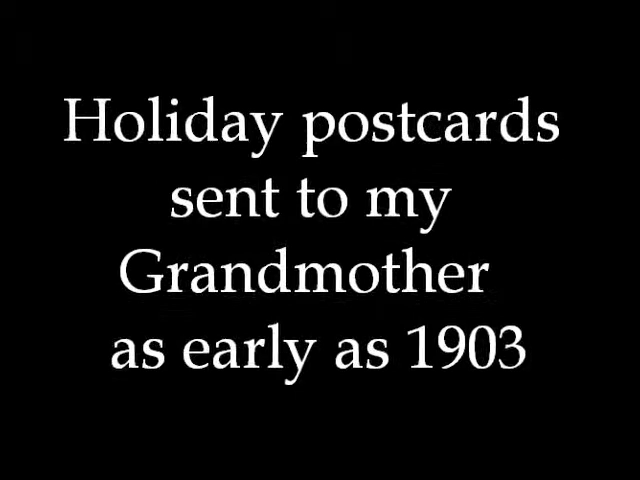 Holiday postcards
sent to my
Grandmother
as early as 1903